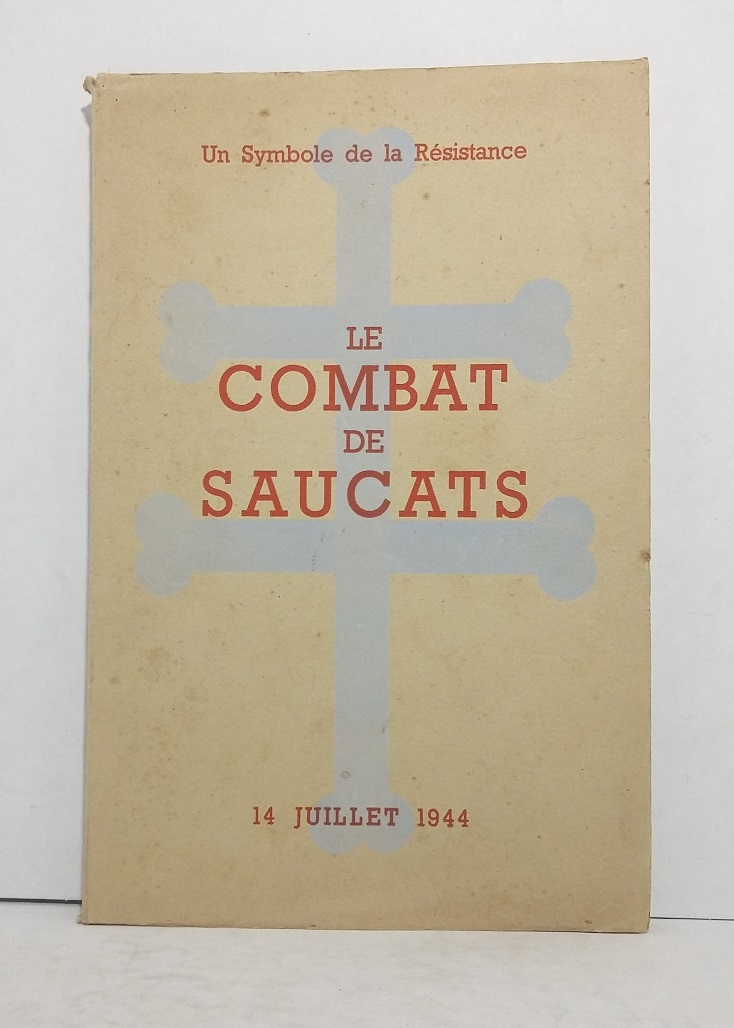 Un Symbole de la Résistance
LE
COMBAT
DE
SAUCATS
14 JUILLET 1944